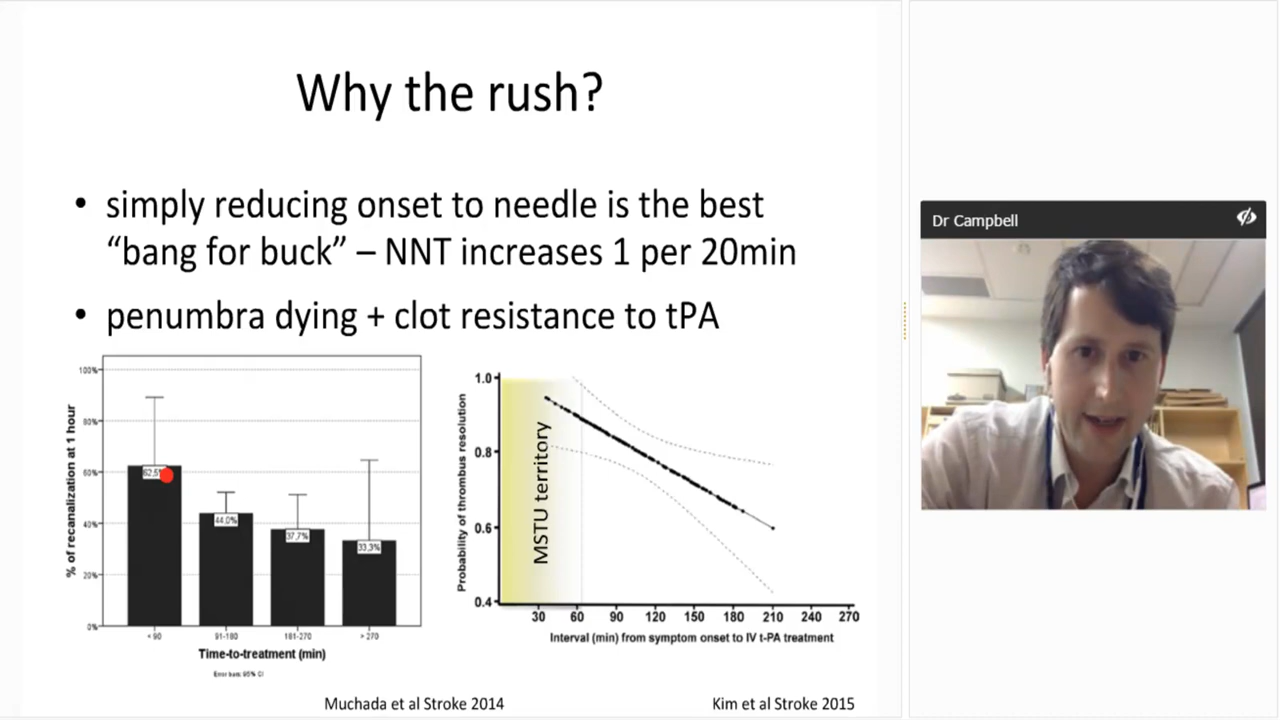 Why the rush?
• simply reducing onset to needle is the best
“bang for buck” – NNT increases 1 per 20min
• penumbra dying + clot resistance to tPA
% of recanalization at 1 hour
100%
80%
60%
40%
20%
0%
44,0%
37,7%
33,3%
< 90
91-180
181-270
> 270
Time-to-treatment (min)
Error bars: 95% CI
Muchada et al Stroke 2014
Probability of thrombus resolution
1.0
0.8
0.6
0.4
MSTU territory
30 60 90 120 150 180 210 240 270
Interval (min) from symptom onset to IV t-PA treatment
Kim et al Stroke 2015
Dr Campbell